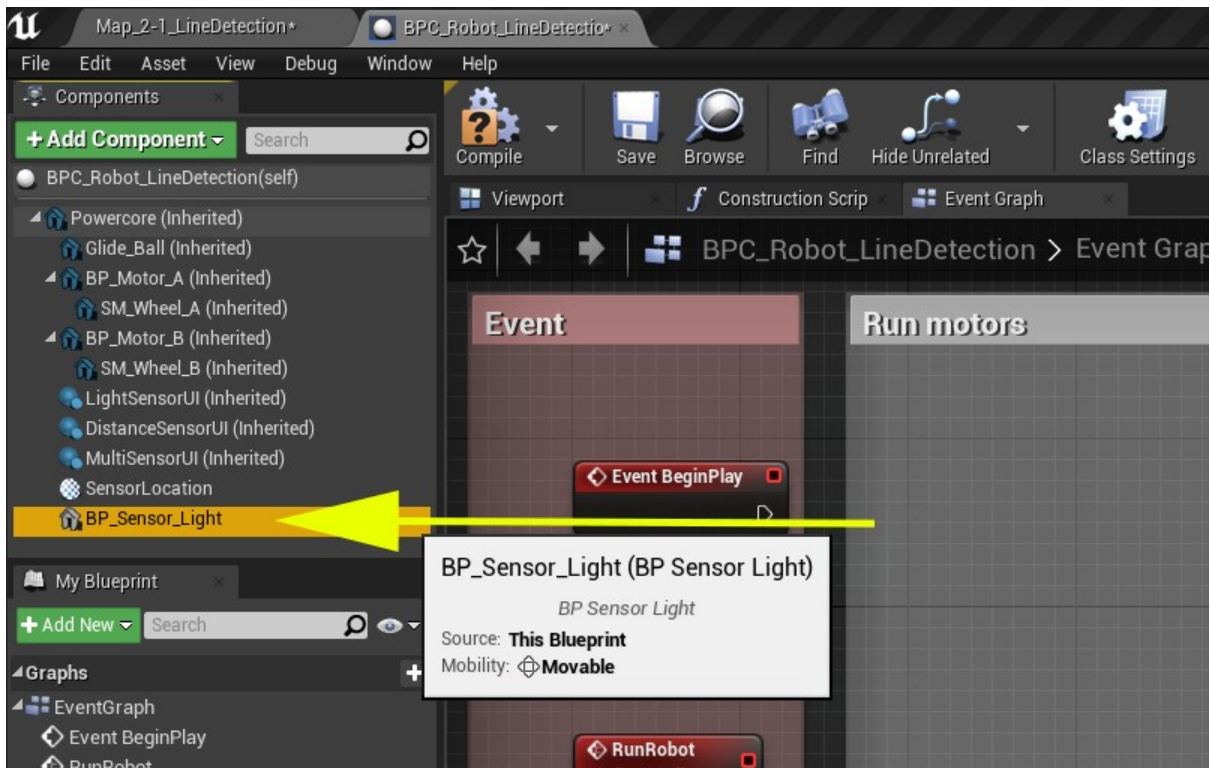 Map_2-1_LineDetection*
BPC_Robot_LineDetectio*
File Edit Asset View Debug Window Help
Components
+Add Component
Search
BPC_Robot_LineDetection(self)
Powercore (Inherited)
Glide_Ball (Inherited)
BP_Motor_A (Inherited)
SM_Wheel_A (Inherited)
BP_Motor_B (Inherited)
SM_Wheel_B (Inherited)
LightSensorUI (Inherited)
DistanceSensorUI (Inherited)
MultiSensorUI (Inherited)
SensorLocation
BP_Sensor_Light
My Blueprint
+Add New
Search
Graphs
EventGraph
Event BeginPlay
RunRobot
Compile
Save
Browse
Find
Hide Unrelated
Class Settings
Viewport
Construction Scrip
Event Graph
BPC_Robot_LineDetection > Event Grap
Event
Run motors
Event BeginPlay
BP_Sensor_Light (BP Sensor Light)
BP Sensor Light
Source: This Blueprint
Mobility: Movable
RunRobot